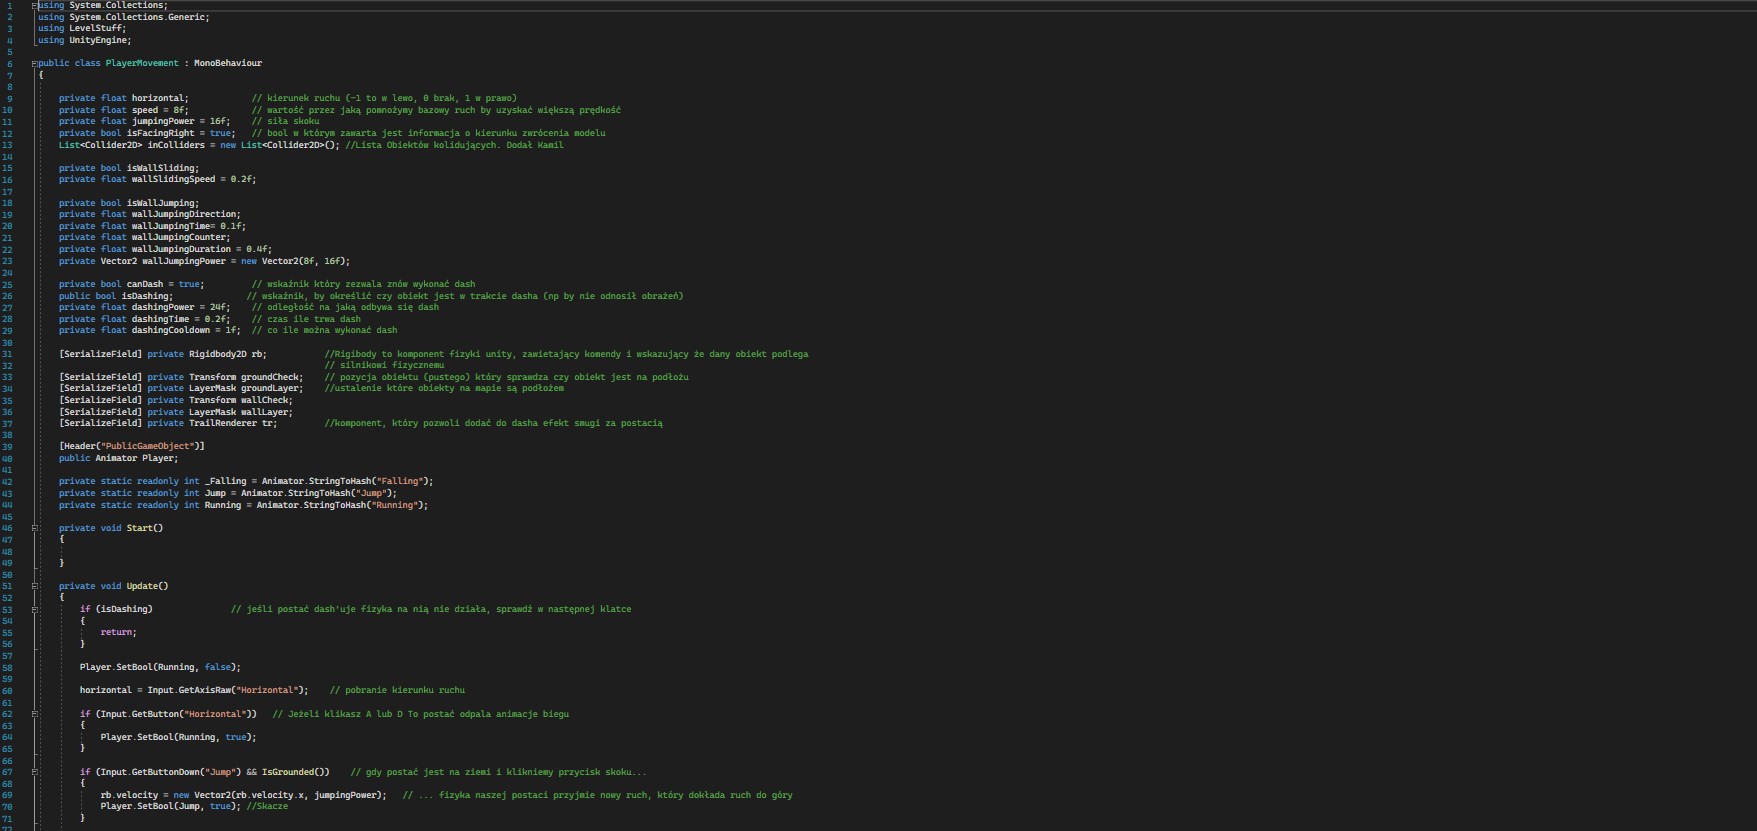 1 using System.Collections;
2 using System.Collections.Generic;
3 using LevelStuff;
4 using UnityEngine;
5
6 public class PlayerMovement : MonoBehaviour
7 {
8
9 private float horizontal; // kierunek ruchu (-1 to w lewo, 0 brak, 1 w prawo)
10 private float speed = 8f; // wartość przez jaką pomnożymy bazowy ruch by uzyskać większą prędkość
11 private float jumpingPower = 16f; // siła skoku
12 private bool isFacingRight = true; // bool w którym zawarta jest informacja o kierunku zwrócenia modelu
13 List<Collider2D> inColliders = new List<Collider2D>(); //Lista Obiektów kolidujących. Dodał Kamil
14
15 private bool isWallSliding;
16 private float wallSlidingSpeed = 0.2f;
17
18 private bool isWallJumping;
19 private float wallJumpingDirection;
20 private float wallJumpingTime= 0.1f;
21 private float wallJumpingCounter;
22 private float wallJumpingDuration = 0.4f;
23 private Vector2 wallJumpingPower = new Vector2(8f, 16f);
24
25 private bool canDash = true; // wskaźnik który zezwala znów wykonać dash
26 public bool isDashing; // wskaźnik, by określić czy obiekt jest w trakcie dasha (np by nie odnosił obrażeń)
27 private float dashingPower = 24f; // odległość na jaką odbywa się dash
28 private float dashingTime = 0.2f; // czas ile trwa dash
29 private float dashingCooldown = 1f; // co ile można wykonać dash
30
31 [SerializeField] private Rigidbody2D rb; //Rigibody to komponent fizyki unity, zawietający komendy i wskazujący że dany obiekt podlega
32 // silnikowi fizycznemu
33 [SerializeField] private Transform groundCheck; // pozycja obiektu (pustego) który sprawdza czy obiekt jest na podłożu
34 [SerializeField] private LayerMask groundLayer; //ustalenie które obiekty na mapie są podłożem
35 [SerializeField] private Transform wallCheck;
36 [SerializeField] private LayerMask wallLayer;
37 [SerializeField] private TrailRenderer tr; //komponent, który pozwoli dodać do dasha efekt smugi za postacią
38
39 [Header("PublicGameObject")]
40 public Animator Player;
41
42 private static readonly int _Falling = Animator.StringToHash("Falling");
43 private static readonly int Jump = Animator.StringToHash("Jump");
44 private static readonly int Running = Animator.StringToHash("Running");
45
46 private void Start()
47 {
48
49 }
50
51 private void Update()
52 {
53 if (isDashing) // jeśli postać dash'uje fizyka na nią nie działa, sprawdź w następnej klatce
54 {
55 return;
56 }
57
58 Player.SetBool(Running, false);
59
60 horizontal = Input.GetAxisRaw("Horizontal"); // pobranie kierunku ruchu
61
62 if (Input.GetButton("Horizontal")) // Jeżeli klikasz A lub D To postać odpala animacje biegu
63 {
64 Player.SetBool(Running, true);
65 }
66
67 if (Input.GetButtonDown("Jump") && IsGrounded()) // gdy postać jest na ziemi i klikniemy przycisk skoku...
68 {
69 rb.velocity = new Vector2(rb.velocity.x, jumpingPower); // ... fizyka naszej postaci przyjmie nowy ruch, który dokłada ruch do góry
70 Player.SetBool(Jump, true); //Skacze
71 }
72